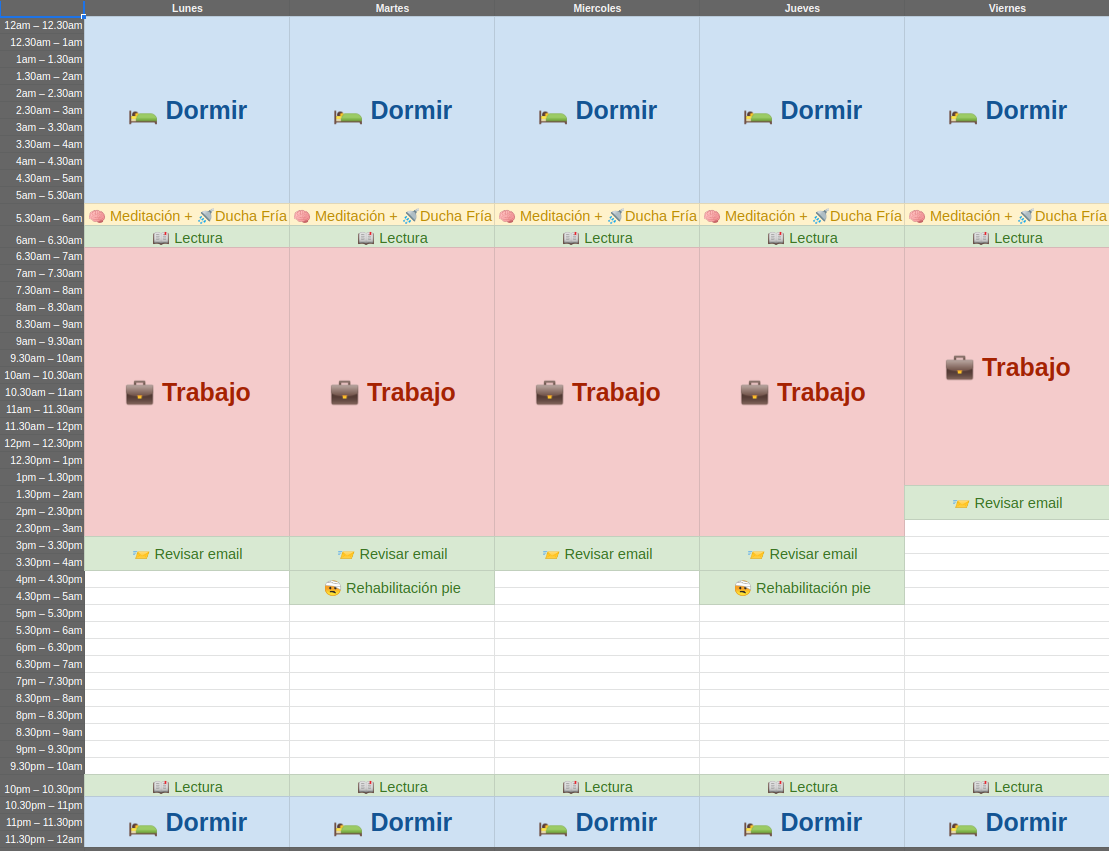 Lunes Martes Miercoles Jueves Viernes
12am – 12.30am
12.30am – 1am
1am – 1.30am
1.30am – 2am
2am – 2.30am
2.30am – 3am Dormir Dormir Dormir Dormir Dormir
3am – 3.30am
3.30am – 4am
4am – 4.30am
4.30am – 5am
5am – 5.30am
5.30am – 6am Meditación + Ducha Fría Meditación + Ducha Fría Meditación + Ducha Fría Meditación + Ducha Fría Meditación + Ducha Fría
6am – 6.30am Lectura Lectura Lectura Lectura Lectura
6.30am – 7am
7am – 7.30am
7.30am – 8am
8am – 8.30am
8.30am – 9am
9am – 9.30am
9.30am – 10am Trabajo
10am – 10.30am
10.30am – 11am Trabajo Trabajo Trabajo Trabajo
11am – 11.30am
11.30am – 12pm
12pm – 12.30pm
12.30pm – 1pm
1pm – 1.30pm
1.30pm – 2am Revisar email
2pm – 2.30pm
2.30pm – 3am
3pm – 3.30pm Revisar email Revisar email Revisar email Revisar email
3.30pm – 4am
4pm – 4.30pm Rehabilitación pie Rehabilitación pie
4.30pm – 5am
5pm – 5.30pm
5.30pm – 6am
6pm – 6.30pm
6.30pm – 7am
7pm – 7.30pm
8.30pm – 8am
8pm – 8.30pm
8.30pm – 9am
9pm – 9.30pm
9.30pm – 10am
10pm – 10.30pm Lectura Lectura Lectura Lectura Lectura
10.30pm – 11pm
11pm – 11.30pm Dormir Dormir Dormir Dormir Dormir
11.30pm – 12am